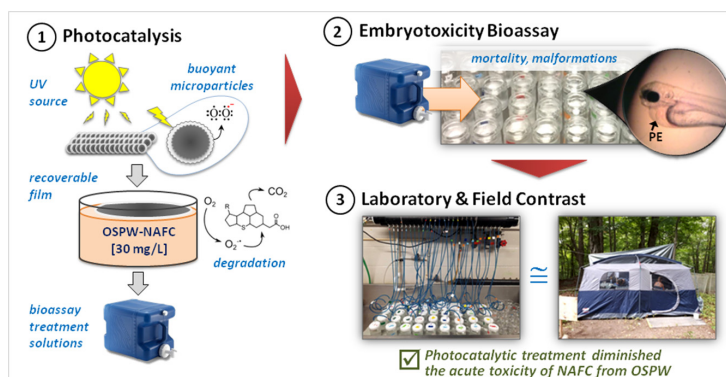 1 Photocatalysis
UV
source
buoyant
microparticles
:Ö:Ö:⁻
recoverable
film
OSPW-NAFC
[30 mg/L]
O₂
O₂•⁻
R
S
O
OH
CO₂
degradation
bioassay
treatment
solutions
2 Embryotoxicity Bioassay
mortality, malformations
PE
3 Laboratory & Field Contrast
≅
Photocatalytic treatment diminished
the acute toxicity of NAFC from OSPW